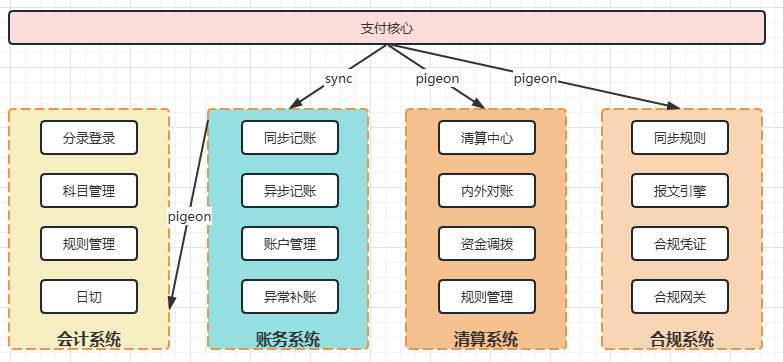 支付核心
sync
pigeon
pigeon
分录登录
科目管理
规则管理
日切
会计系统
pigeon
同步记账
异步记账
账户管理
异常补账
账务系统
清算中心
内外对账
资金调拨
规则管理
清算系统
同步规则
报文引擎
合规凭证
合规网关
合规系统